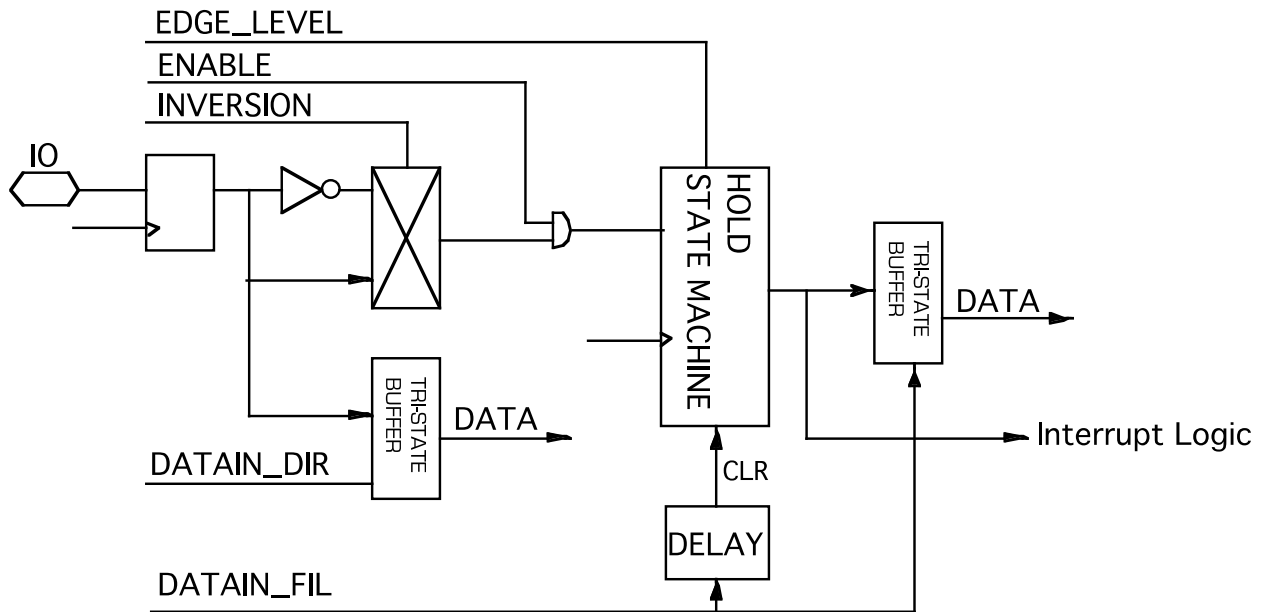 EDGE_LEVEL
ENABLE
INVERSION
IO
HOLD
STATE MACHINE
TRI-STATE
BUFFER
DATA
TRI-STATE
BUFFER
DATA
Interrupt Logic
DATAIN_DIR
CLR
DELAY
DATAIN_FIL